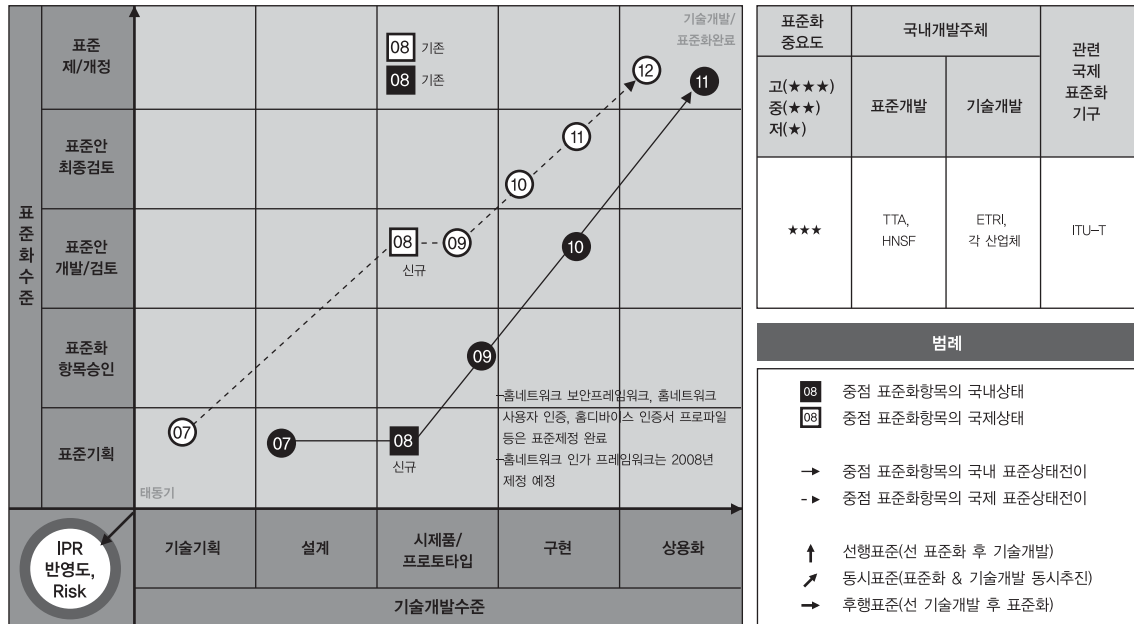 표준
제/개정
표준안
최종검토
표준안
개발/검토
표준화
항목승인
표준기획
표준화수준
08 기존
08 기존
기술개발/
표준화완료
12
11
11
10
08
09
신규
10
09
07
07
08
신규
-홈네트워크 보안프레임워크, 홈네트워크
사용자 인증, 홈디바이스 인증서 프로파일
등은 표준제정 완료
-홈네트워크 인가 프레임워크는 2008년
제정 예정
태동기
IPR
반영도,
Risk
기술기획
설계
시제품/
프로토타입
구현
상용화
기술개발수준
표준화
중요도
국내개발주체
관련
국제
표준화
기구
고(★★★)
중(★★)
저(★)
표준개발
기술개발
★★★
TTA,
HNSF
ETRI,
각 산업체
ITU-T
범례
08 중점 표준화항목의 국내상태
08 중점 표준화항목의 국제상태
중점 표준화항목의 국내 표준상태전이
중점 표준화항목의 국제 표준상태전이
선행표준(선 표준화 후 기술개발)
동시표준(표준화 & 기술개발 동시추진)
후행표준(선 기술개발 후 표준화)